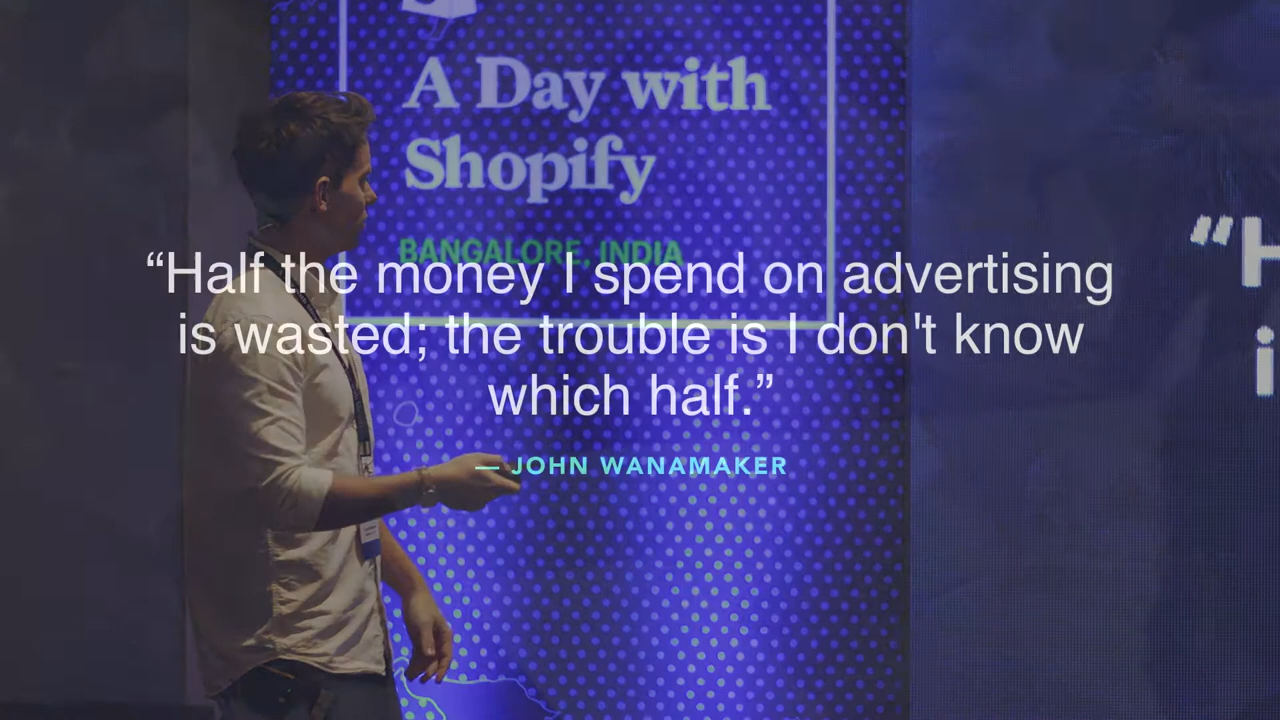 A Day with
Shopify
BANGALORE, INDIA
“Half the money I spend on advertising
is wasted; the trouble is I don't know
which half.”
— JOHN WANAMAKER
“H
i